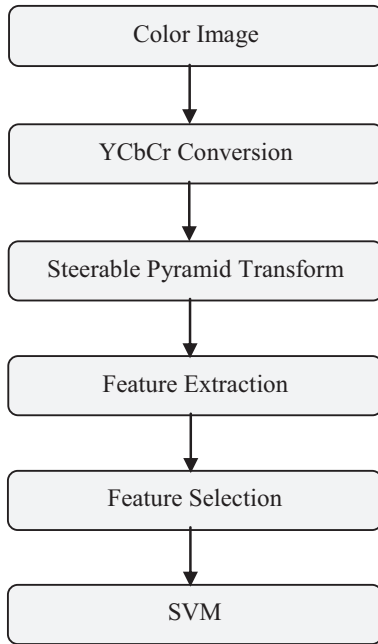 Color Image
YCbCr Conversion
Steerable Pyramid Transform
Feature Extraction
Feature Selection
SVM